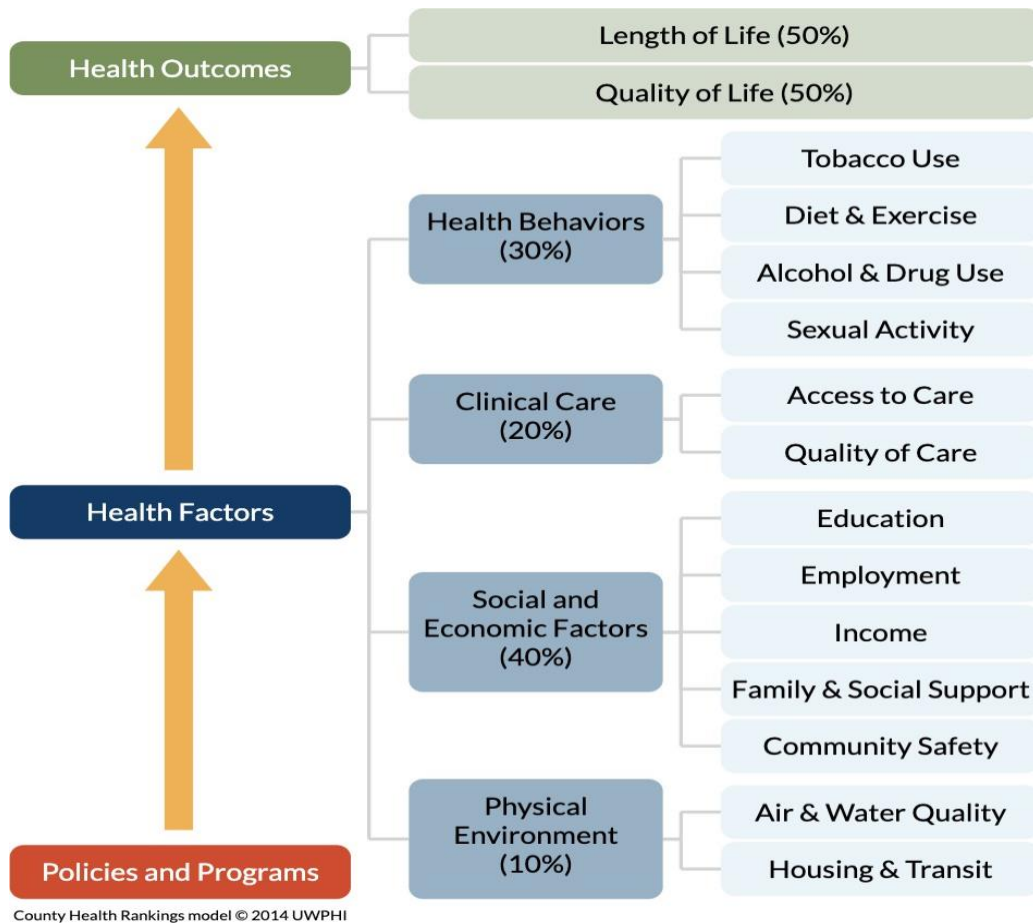 Health Outcomes
Length of Life (50%)
Quality of Life (50%)
Health Factors
Health Behaviors
(30%)
Tobacco Use
Diet & Exercise
Alcohol & Drug Use
Sexual Activity
Clinical Care
(20%)
Access to Care
Quality of Care
Social and
Economic Factors
(40%)
Education
Employment
Income
Family & Social Support
Community Safety
Physical
Environment
(10%)
Air & Water Quality
Housing & Transit
Policies and Programs
County Health Rankings model © 2014 UWPHI